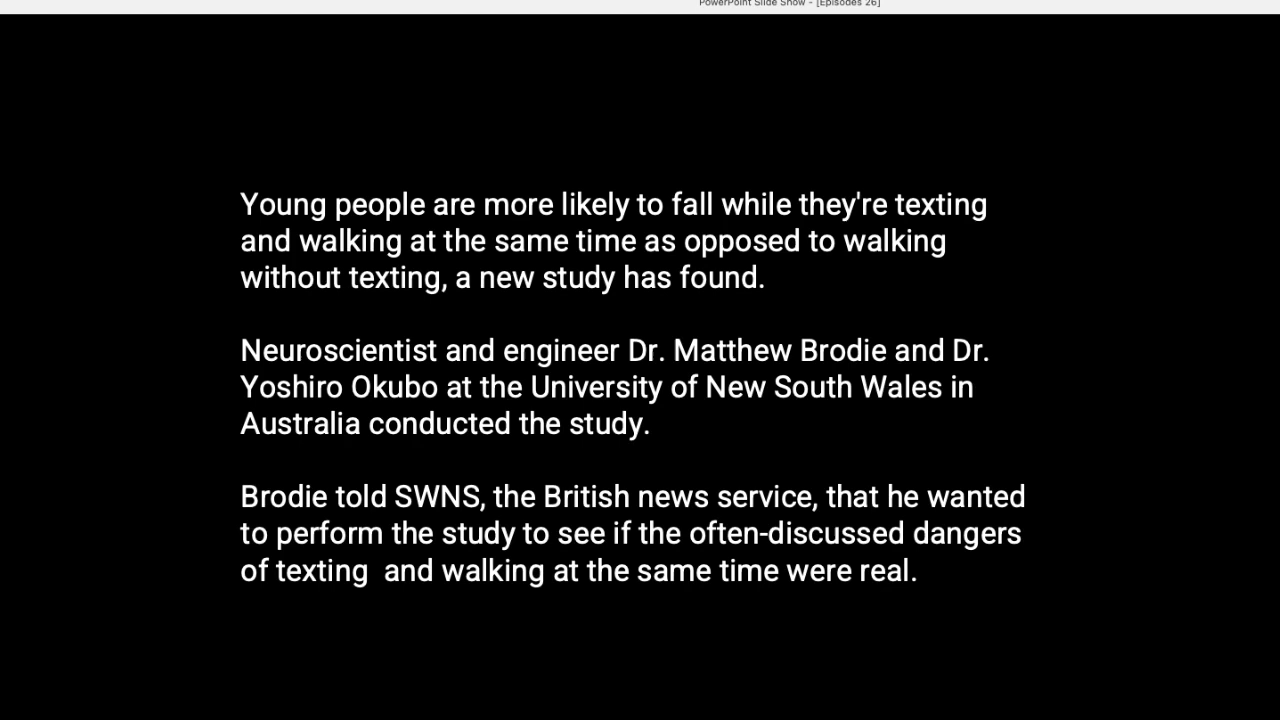 PowerPoint Slide Show - [Episodes 26]
Young people are more likely to fall while they're texting
and walking at the same time as opposed to walking
without texting, a new study has found.
Neuroscientist and engineer Dr. Matthew Brodie and Dr.
Yoshiro Okubo at the University of New South Wales in
Australia conducted the study.
Brodie told SWNS, the British news service, that he wanted
to perform the study to see if the often-discussed dangers
of texting  and walking at the same time were real.